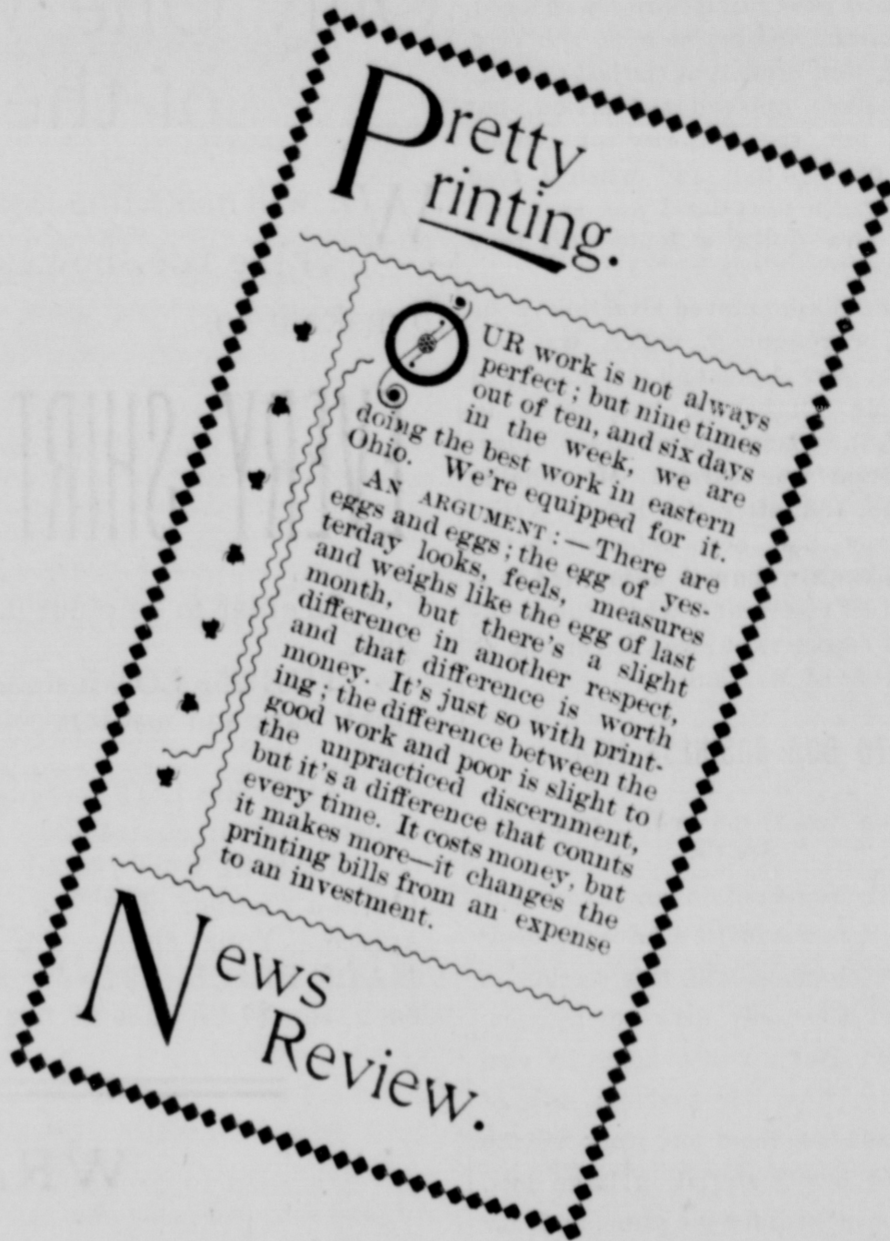 Pretty
Printing.
OUR work is not always
perfect; but nine times
out of ten, and six days
in the week, we are
doing the best work in eastern
Ohio. We're equipped for it.
AN ARGUMENT:—There are
eggs and eggs; the egg of yes-
terday looks, feels, measures
and weighs like the egg of last
month, but there's a slight
difference in another respect,
and that difference is worth
money. It's just so with print-
ing; the difference between the
good work and poor is slight to
the unpracticed discernment,
but it's a difference that counts
every time. It costs money, but
it makes more—it changes the
printing bills from an expense
to an investment.
News
Review.